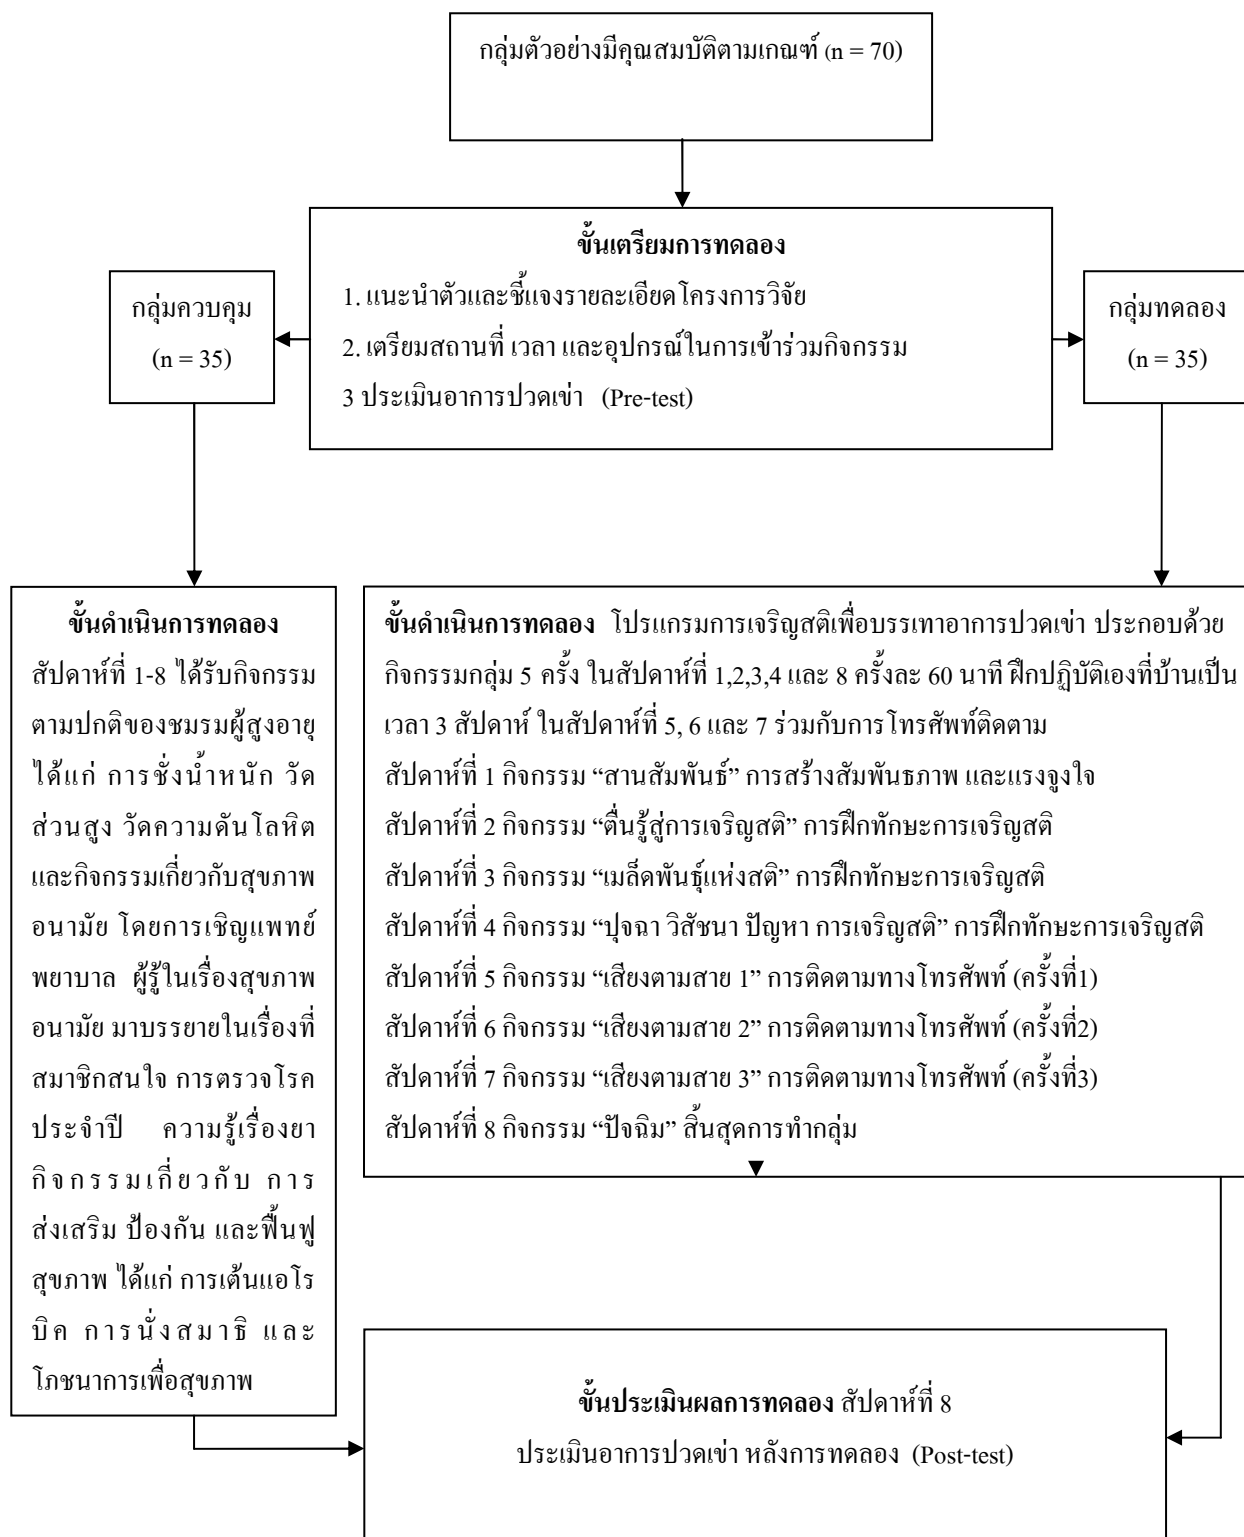 กลุ่มตัวอย่างมีคุณสมบัติตามเกณฑ์ (n = 70)
ขั้นเตรียมการทดลอง
1. แนะนำตัวและชี้แจงรายละเอียดโครงการวิจัย
2. เตรียมสถานที่ เวลา และอุปกรณ์ในการเข้าร่วมกิจกรรม
3 ประเมินอาการปวดเข่า (Pre-test)
กลุ่มควบคุม
(n = 35)
กลุ่มทดลอง
(n = 35)
ขั้นดำเนินการทดลอง
สัปดาห์ที่ 1-8 ได้รับกิจกรรม
ตามปกติของชมรมผู้สูงอายุ
ได้แก่ การชั่งน้ำหนัก วัด
ส่วนสูง วัดความดันโลหิต
และกิจกรรมเกี่ยวกับสุขภาพ
อนามัย โดยการเชิญแพทย์
พยาบาล ผู้รู้ในเรื่องสุขภาพ
อนามัย มาบรรยายในเรื่องที่
สมาชิกสนใจ การตรวจโรค
ประจำปี ความรู้เรื่องยา
กิจกรรมเกี่ยวกับ การ
ส่งเสริม ป้องกัน และฟื้นฟู
สุขภาพ ได้แก่ การเต้นแอโร
บิค การนั่งสมาธิ และ
โภชนาการเพื่อสุขภาพ
ขั้นดำเนินการทดลอง โปรแกรมการเจริญสติเพื่อบรรเทาอาการปวดเข่า ประกอบด้วย
กิจกรรมกลุ่ม 5 ครั้ง ในสัปดาห์ที่ 1,2,3,4 และ 8 ครั้งละ 60 นาที ฝึกปฏิบัติเองที่บ้านเป็น
เวลา 3 สัปดาห์ ในสัปดาห์ที่ 5, 6 และ 7 ร่วมกับการโทรศัพท์ติดตาม
สัปดาห์ที่ 1 กิจกรรม “สานสัมพันธ์” การสร้างสัมพันธภาพ และแรงจูงใจ
สัปดาห์ที่ 2 กิจกรรม “ตื่นรู้สู่การเจริญสติ” การฝึกทักษะการเจริญสติ
สัปดาห์ที่ 3 กิจกรรม “เมล็ดพันธุ์แห่งสติ” การฝึกทักษะการเจริญสติ
สัปดาห์ที่ 4 กิจกรรม “ปุจฉา วิสัชนา ปัญหา การเจริญสติ” การฝึกทักษะการเจริญสติ
สัปดาห์ที่ 5 กิจกรรม “เสียงตามสาย 1” การติดตามทางโทรศัพท์ (ครั้งที่1)
สัปดาห์ที่ 6 กิจกรรม “เสียงตามสาย 2” การติดตามทางโทรศัพท์ (ครั้งที่2)
สัปดาห์ที่ 7 กิจกรรม “เสียงตามสาย 3” การติดตามทางโทรศัพท์ (ครั้งที่3)
สัปดาห์ที่ 8 กิจกรรม “ปัจฉิม” สิ้นสุดการทำกลุ่ม
ขั้นประเมินผลการทดลอง สัปดาห์ที่ 8
ประเมินอาการปวดเข่า หลังการทดลอง (Post-test)